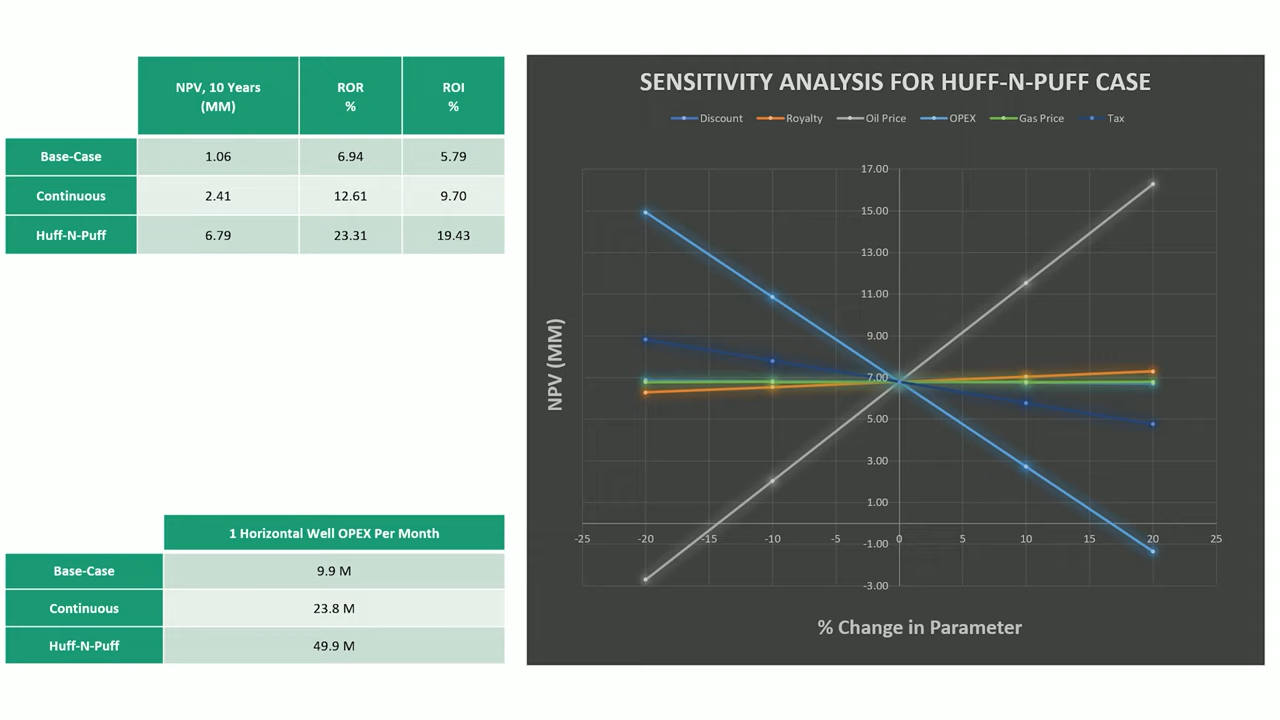 NPV, 10 Years
(MM)
ROR
%
ROI
%
Base-Case 1.06 6.94 5.79
Continuous 2.41 12.61 9.70
Huff-N-Puff 6.79 23.31 19.43
1 Horizontal Well OPEX Per Month
Base-Case 9.9 M
Continuous 23.8 M
Huff-N-Puff 49.9 M
SENSITIVITY ANALYSIS FOR HUFF-N-PUFF CASE
Discount Royalty Oil Price OPEX Gas Price Tax
17.00
15.00
13.00
11.00
9.00
7.00
5.00
3.00
1.00
-1.00
-3.00
-25 -20 -15 -10 -5 0 5 10 15 20 25
NPV (MM)
% Change in Parameter